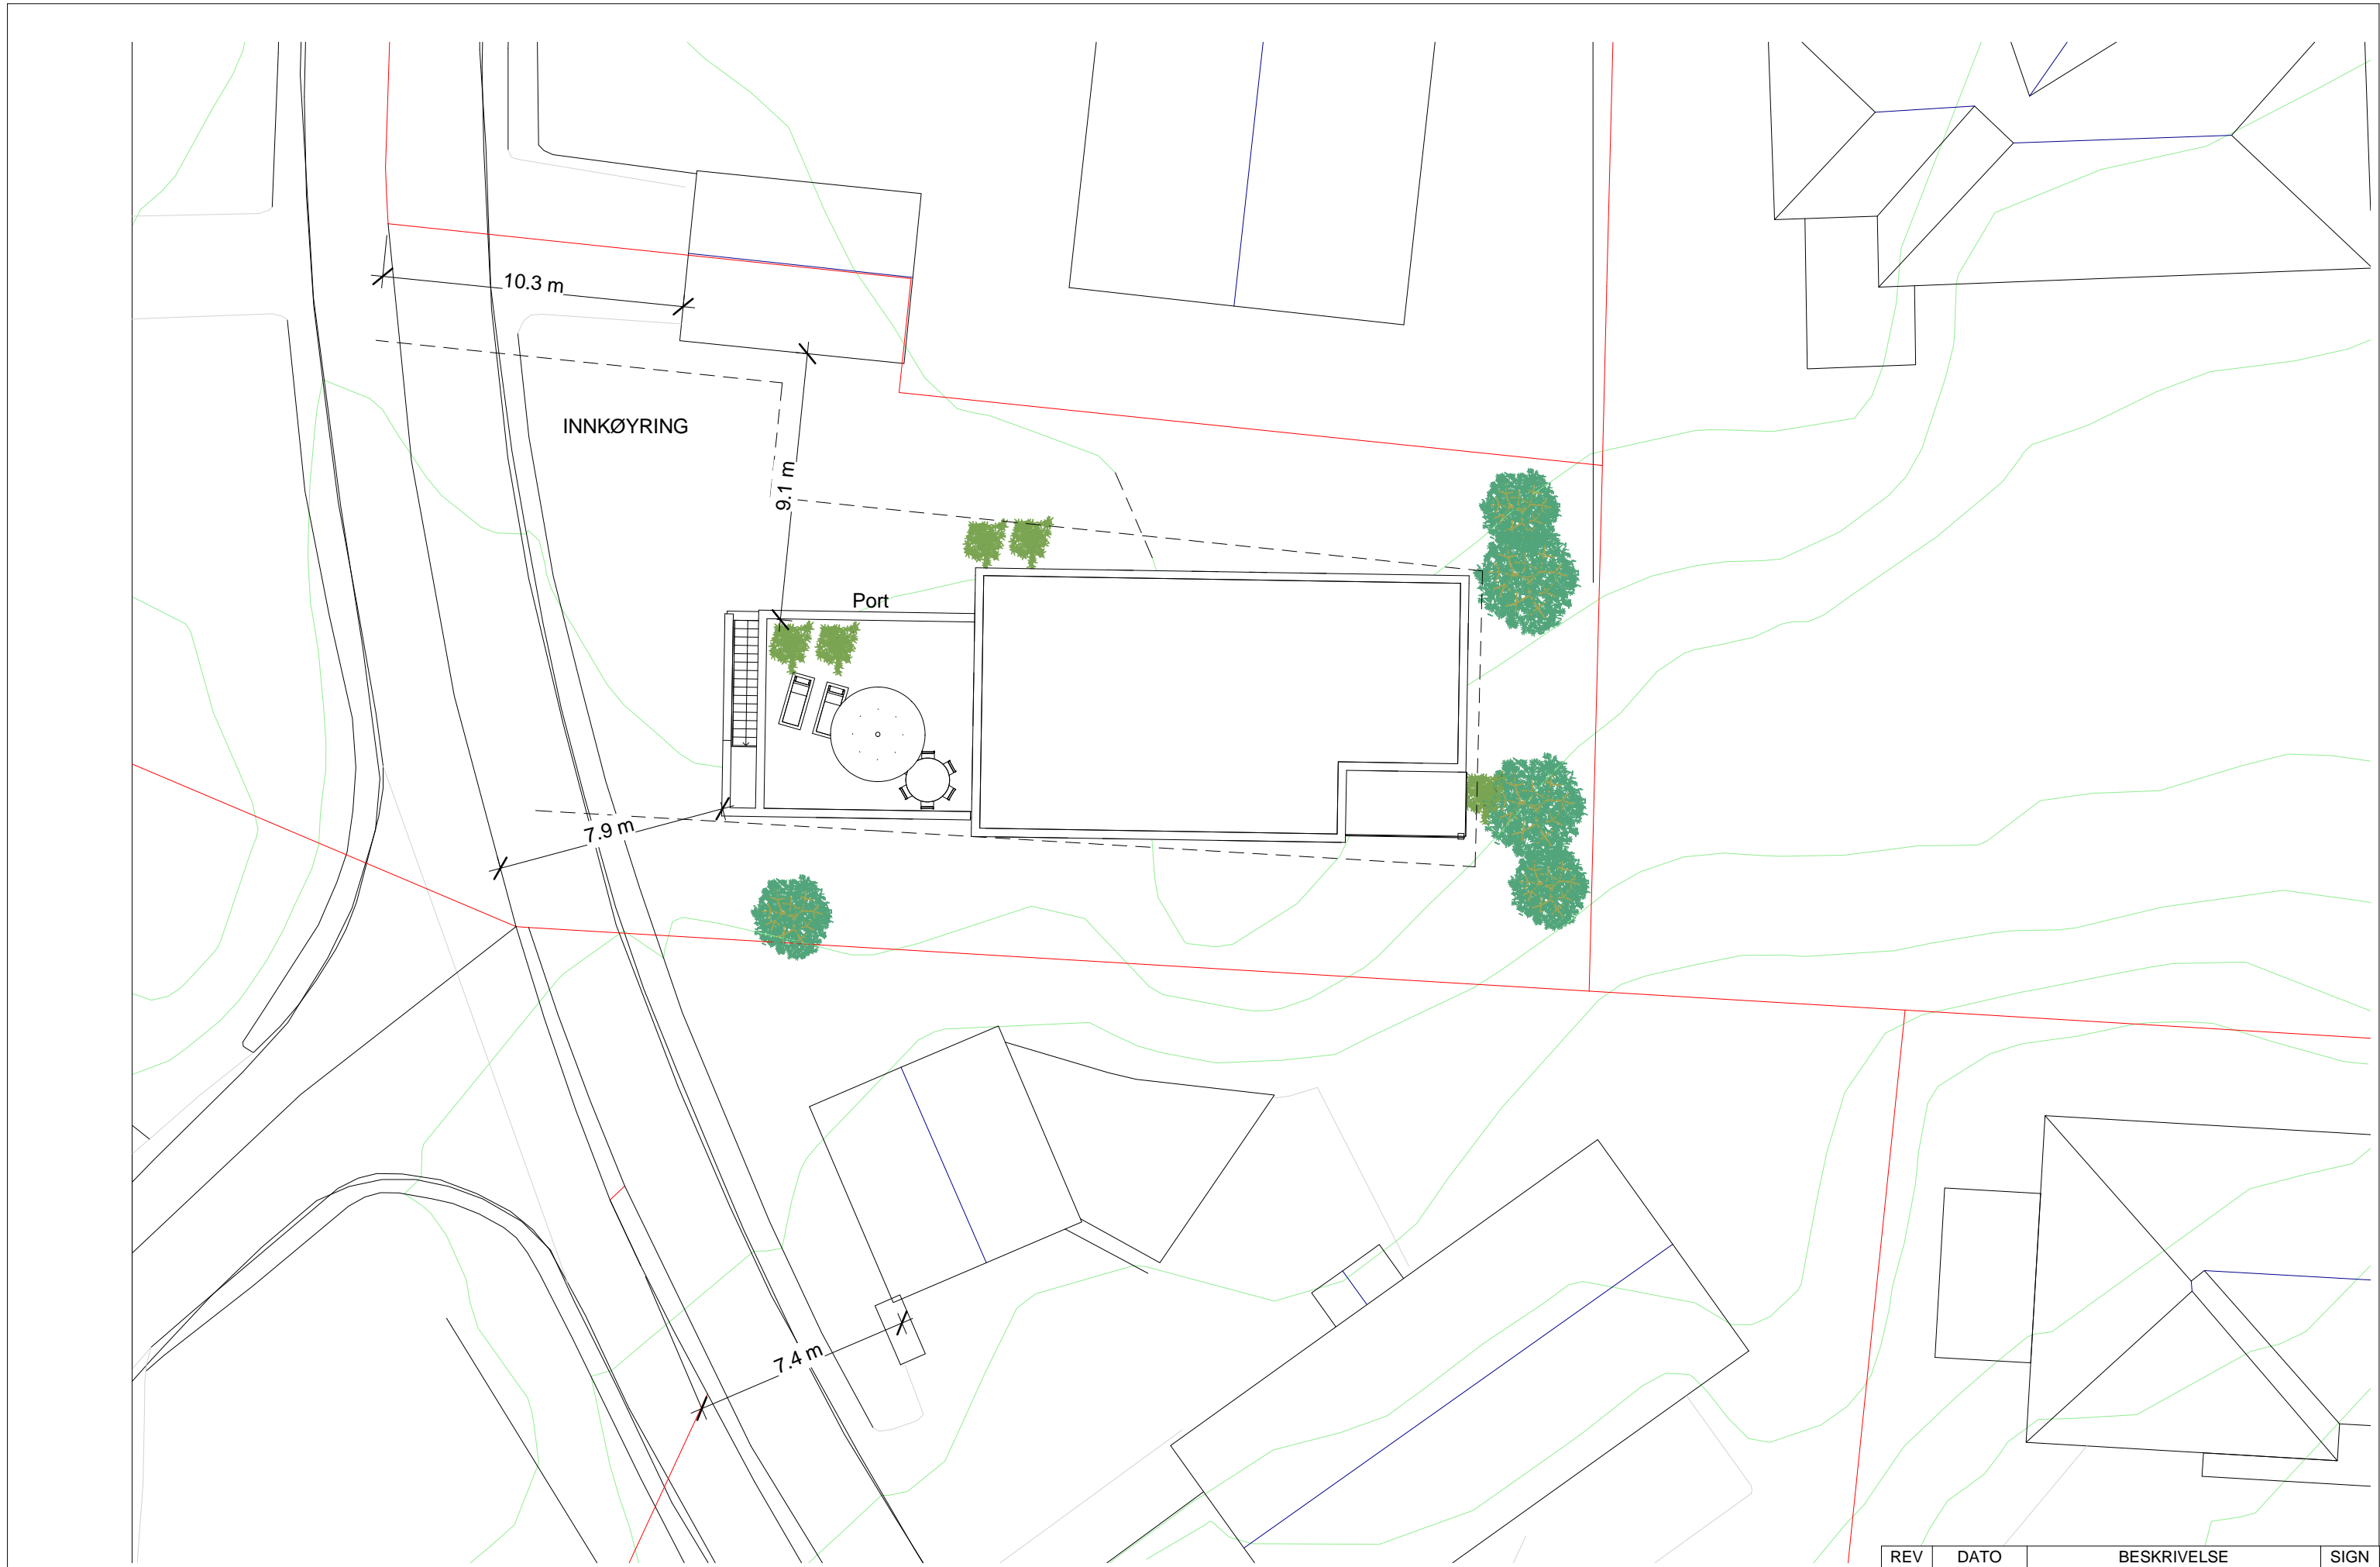 10.3 m
INNKØYRING
9.1 m
Port
7.9 m
7.4 m
REV DATO BESKRIVELSE SIGN